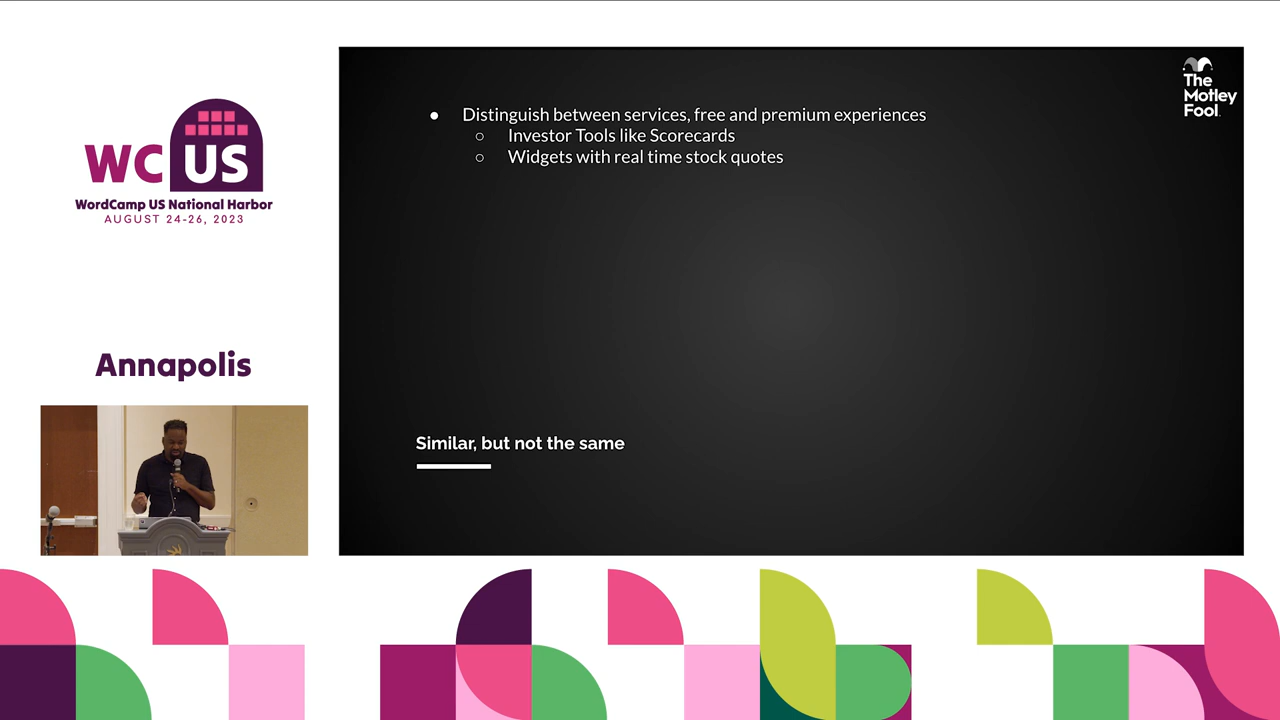 WC US
WordCamp US National Harbor
AUGUST 24-26, 2023
Annapolis
The
Motley
Fool.
● Distinguish between services, free and premium experiences
○ Investor Tools like Scorecards
○ Widgets with real time stock quotes
Similar, but not the same